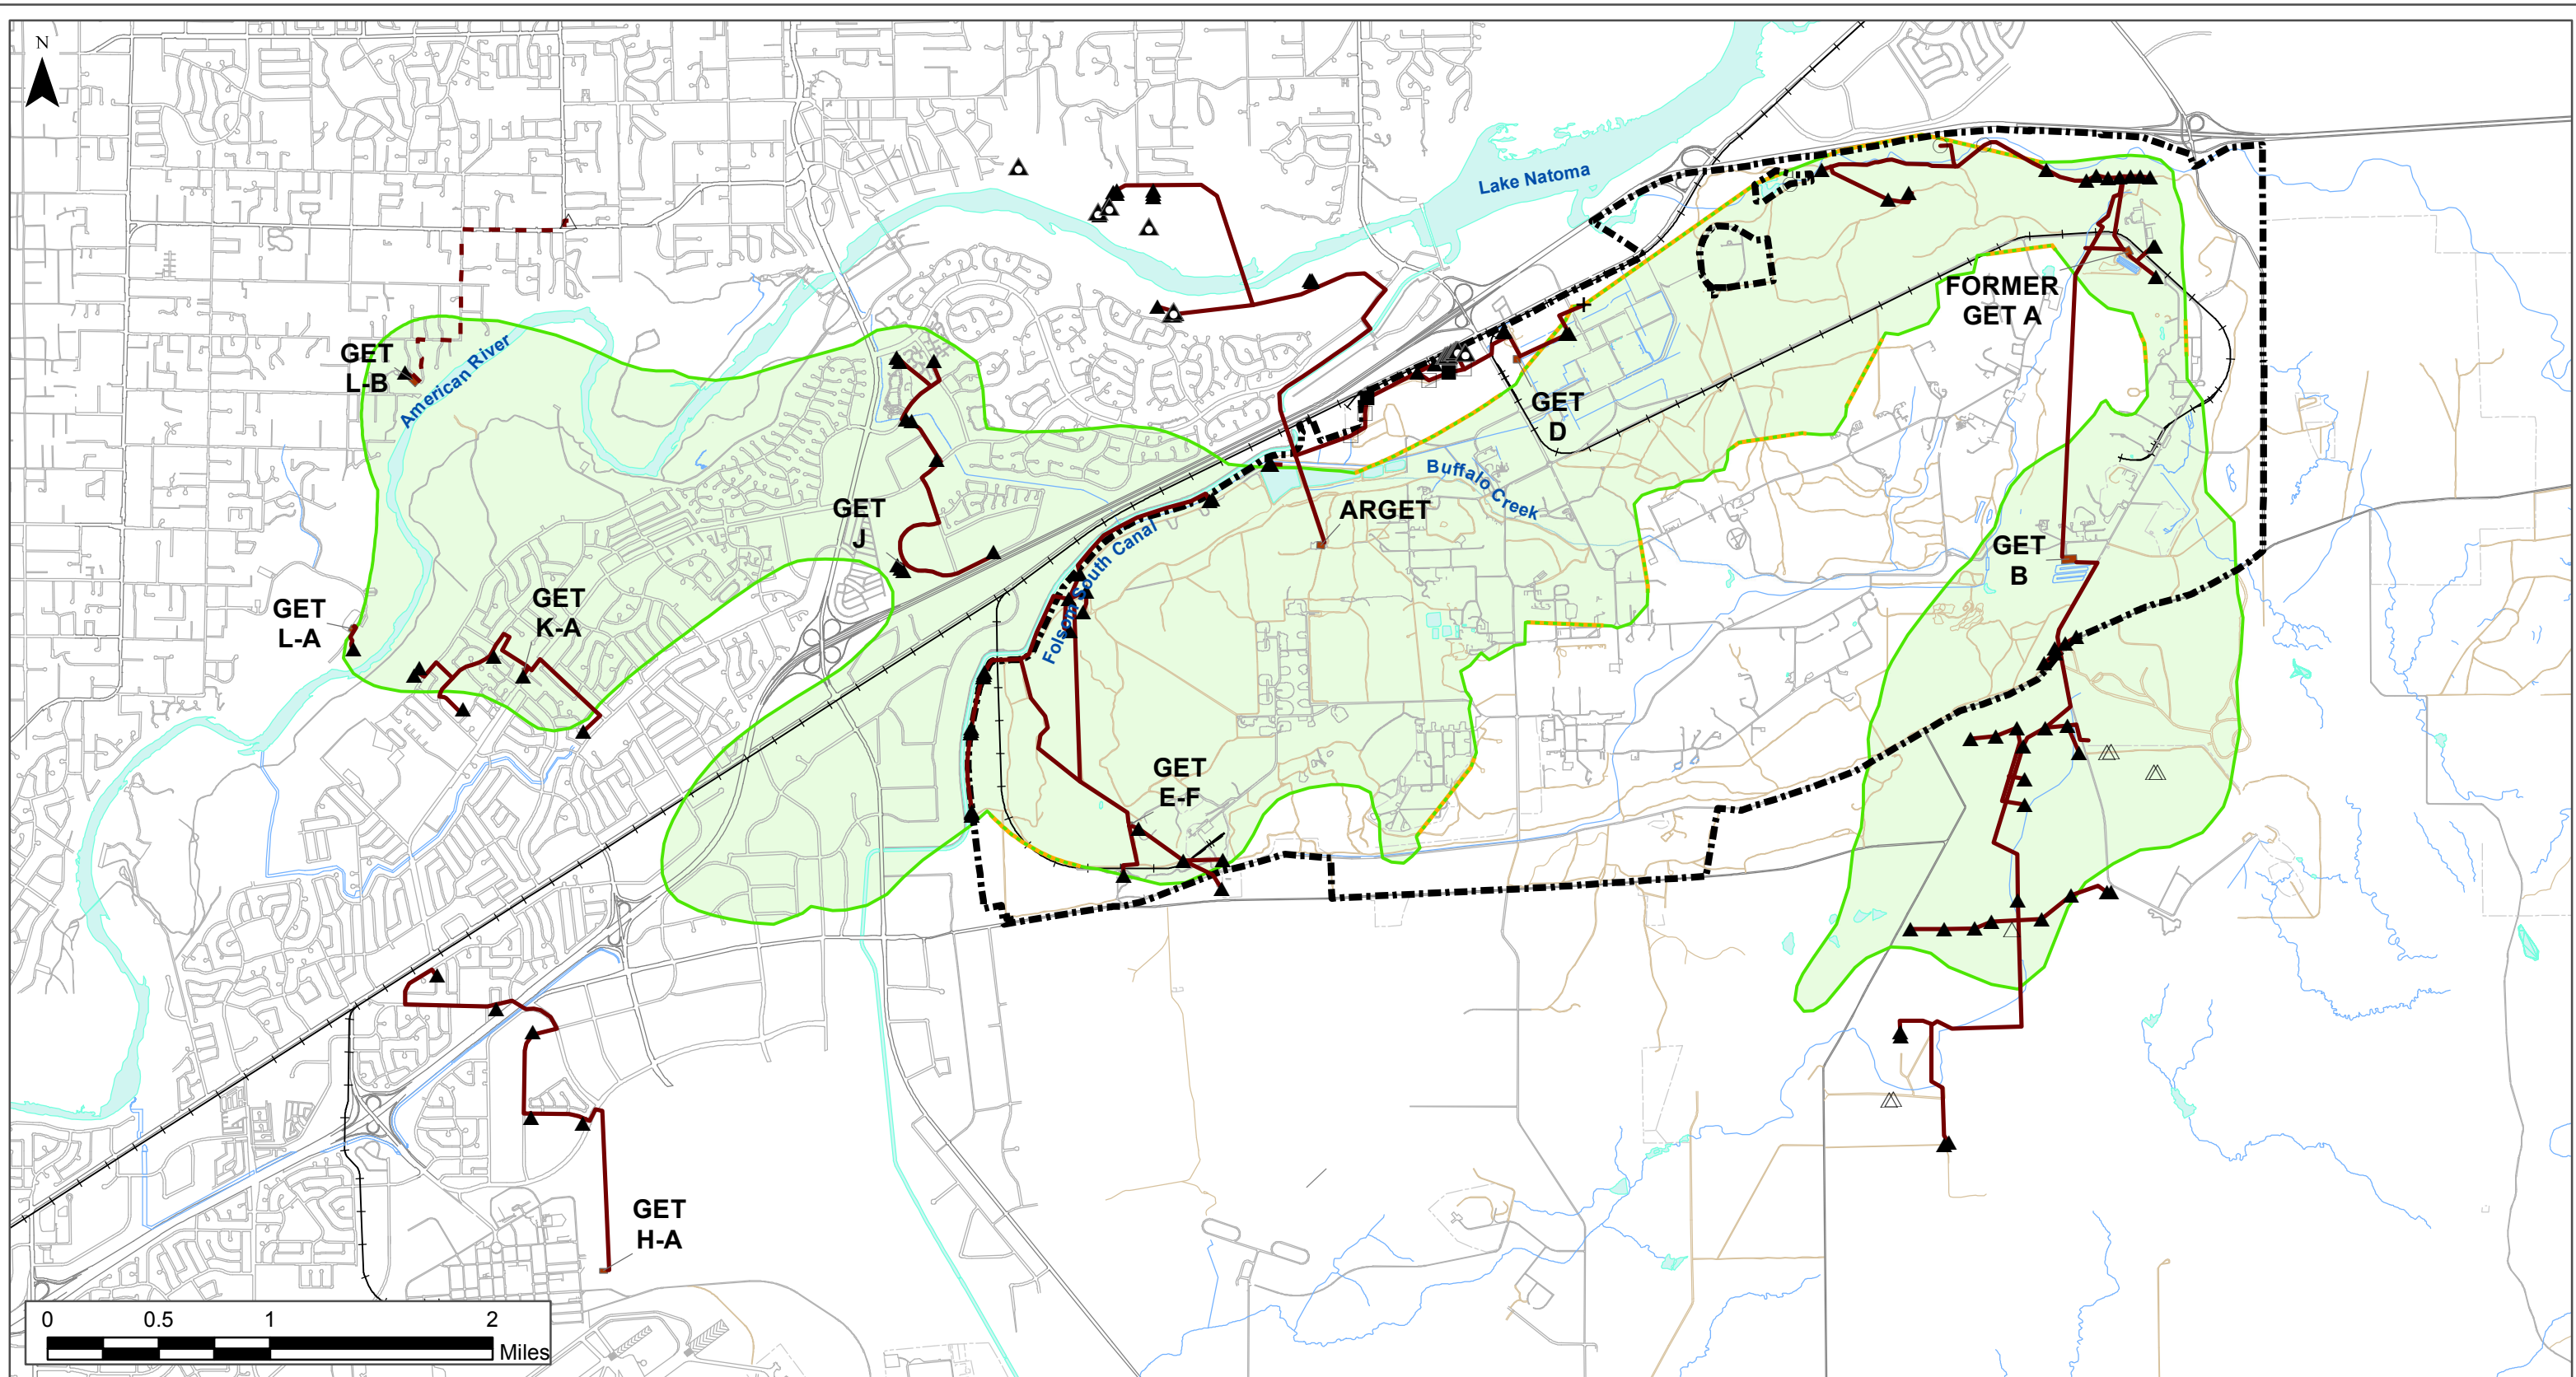 N
Lake Natoma
FORMER
GET A
GET
L-B
American River
GET
D
Buffalo Creek
GET
J
ARGET
Folsom South Canal
GET
B
GET
L-A
GET
K-A
GET
E-F
GET
H-A
0 0.5 1 2
Miles